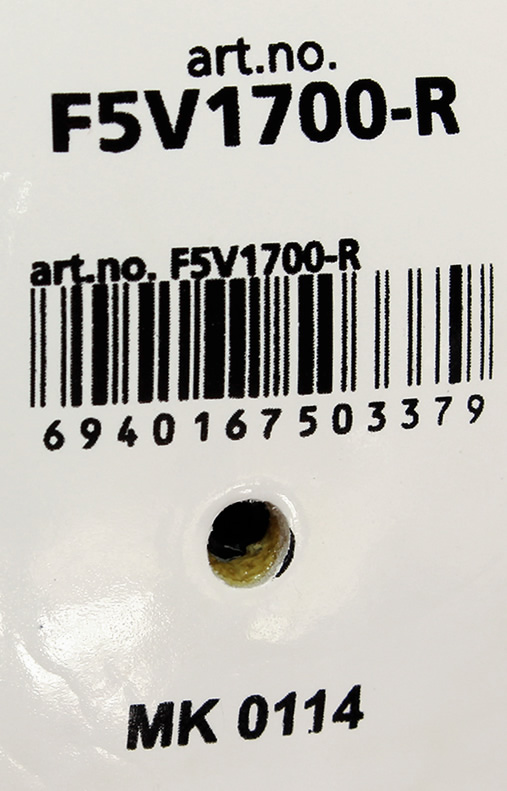 art.no.
F5V1700-R
art.no. F5V1700-R
6940167503379
MK 0114